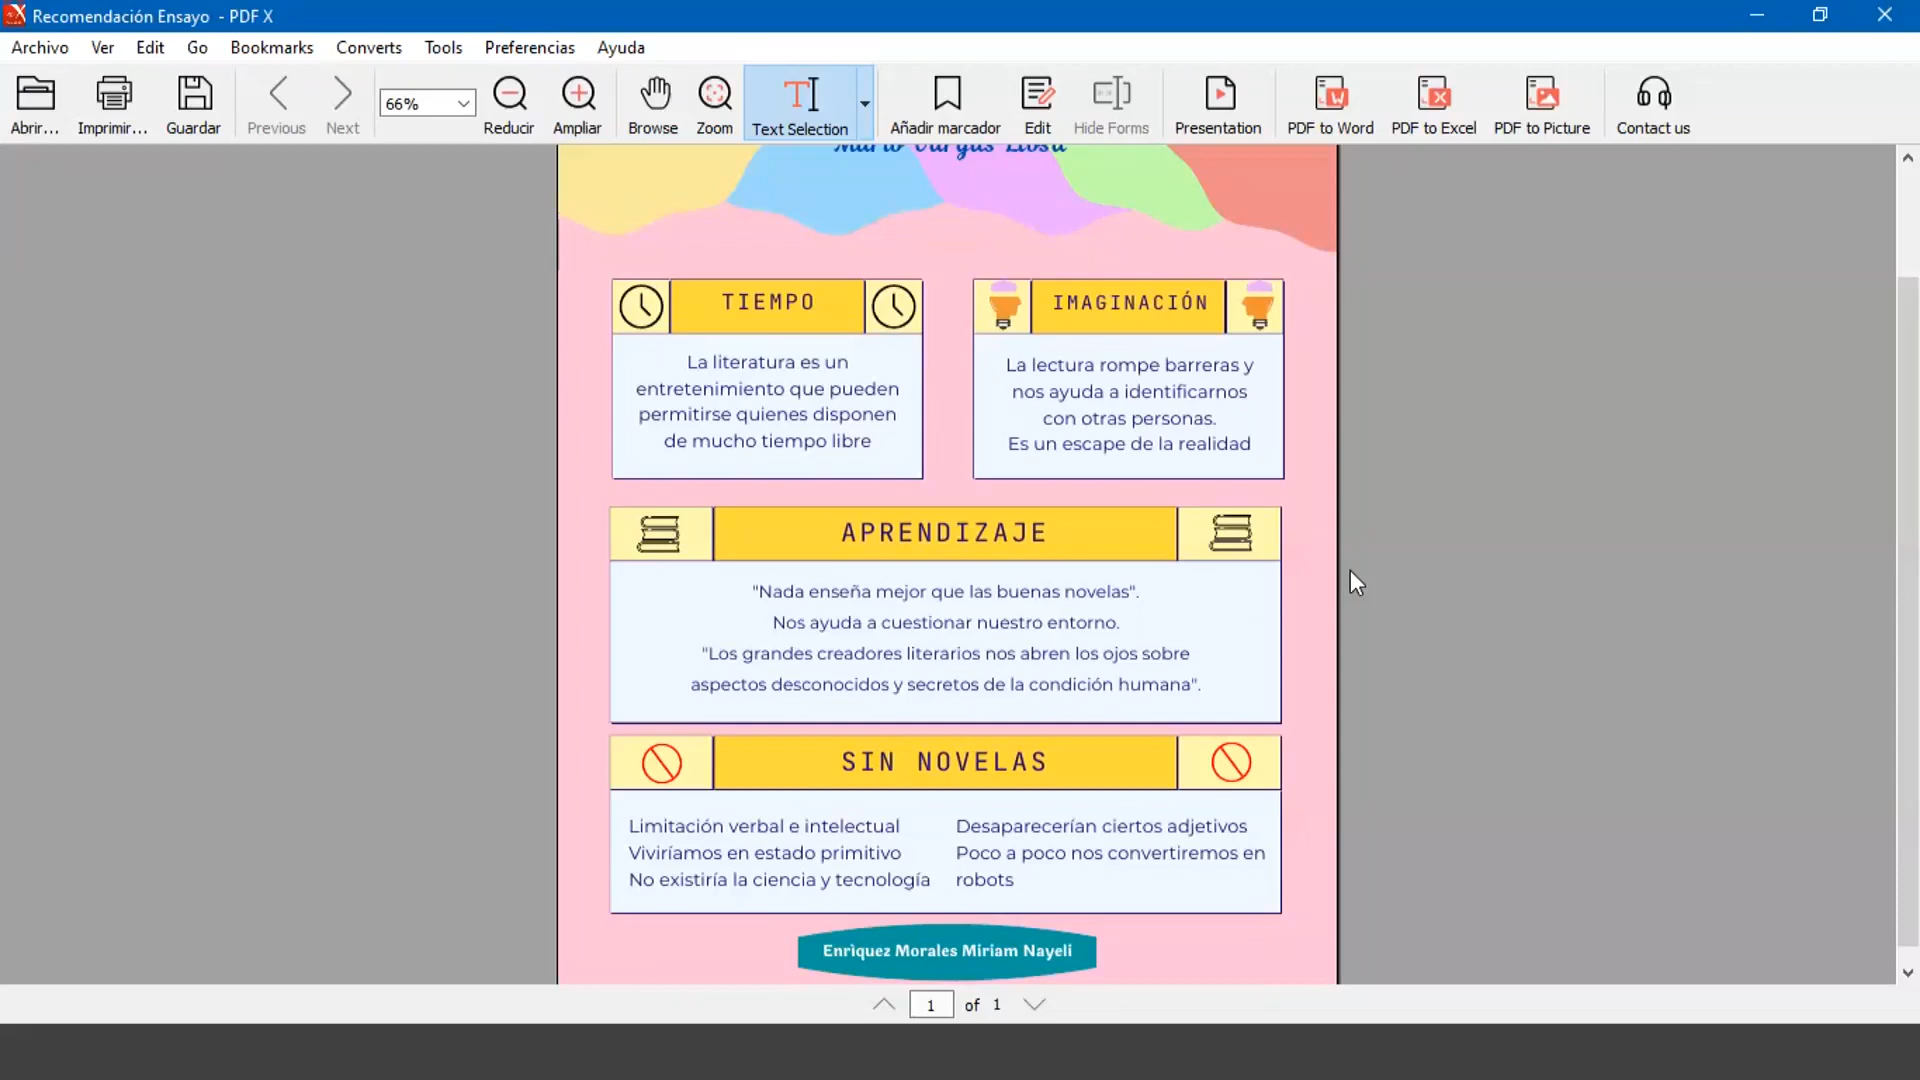 Recomendación Ensayo - PDF X
Archivo Ver Edit Go Bookmarks Converts Tools Preferencias Ayuda
66%
Abrir... Imprimir... Guardar Previous Next Reducir Ampliar Browse Zoom Text Selection Añadir marcador Edit Hide Forms Presentation PDF to Word PDF to Excel PDF to Picture Contact us
Mario Vargas Llosa
TIEMPO
La literatura es un
entretenimiento que pueden
permitirse quienes disponen
de mucho tiempo libre
IMAGINACIÓN
La lectura rompe barreras y
nos ayuda a identificarnos
con otras personas.
Es un escape de la realidad
APRENDIZAJE
"Nada enseña mejor que las buenas novelas".
Nos ayuda a cuestionar nuestro entorno.
"Los grandes creadores literarios nos abren los ojos sobre
aspectos desconocidos y secretos de la condición humana".
SIN NOVELAS
Limitación verbal e intelectual
Viviríamos en estado primitivo
No existiría la ciencia y tecnología
Desaparecerían ciertos adjetivos
Poco a poco nos convertiremos en
robots
Enrìquez Morales Miriam Nayeli
1 of 1